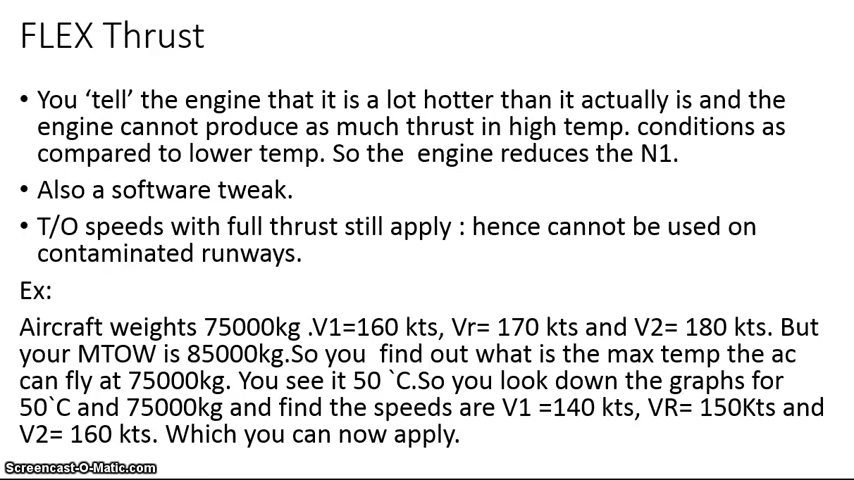 FLEX Thrust
• You ‘tell’ the engine that it is a lot hotter than it actually is and the
engine cannot produce as much thrust in high temp. conditions as
compared to lower temp. So the  engine reduces the N1.
• Also a software tweak.
• T/O speeds with full thrust still apply : hence cannot be used on
contaminated runways.
Ex:
Aircraft weights 75000kg .V1=160 kts, Vr= 170 kts and V2= 180 kts. But
your MTOW is 85000kg.So you  find out what is the max temp the ac
can fly at 75000kg. You see it 50 `C.So you look down the graphs for
50`C and 75000kg and find the speeds are V1 =140 kts, VR= 150Kts and
V2= 160 kts. Which you can now apply.
Screencast-O-Matic.com